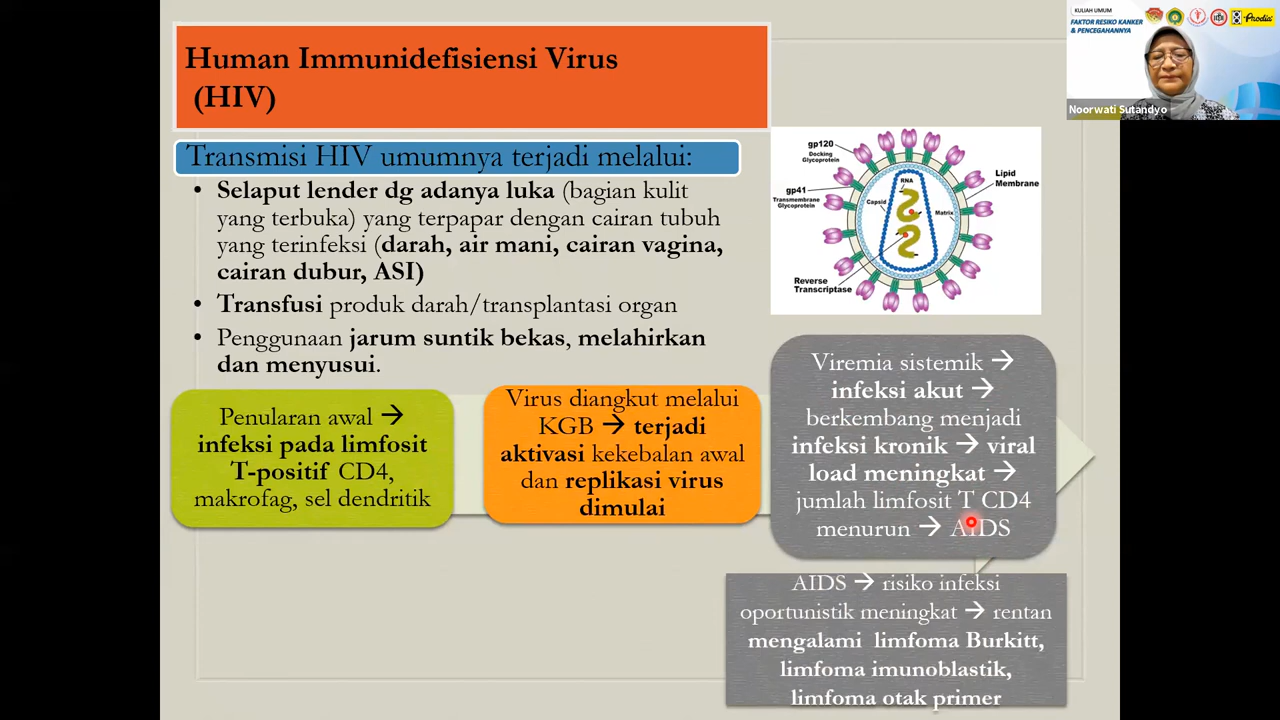 Human Immunidefisiensi Virus
(HIV)
Transmisi HIV umumnya terjadi melalui:
• Selaput lender dg adanya luka (bagian kulit
yang terbuka) yang terpapar dengan cairan tubuh
yang terinfeksi (darah, air mani, cairan vagina,
cairan dubur, ASI)
• Transfusi produk darah/transplantasi organ
• Penggunaan jarum suntik bekas, melahirkan
dan menyusui.
Penularan awal →
infeksi pada limfosit
T-positif CD4,
makrofag, sel dendritik
Virus diangkut melalui
KGB → terjadi
aktivasi kekebalan awal
dan replikasi virus
dimulai
Viremia sistemik →
infeksi akut →
berkembang menjadi
infeksi kronik → viral
load meningkat →
jumlah limfosit T CD4
menurun → AIDS
AIDS → risiko infeksi
oportunistik meningkat → rentan
mengalami limfoma Burkitt,
limfoma imunoblastik,
limfoma otak primer
gp120
Docking
Glycoprotein
gp41
Transmembrane
Glycoprotein
RNA
Capsid
Matrix
Lipid
Membrane
Reverse
Transcriptase
KULIAH UMUM
FAKTOR RESIKO KANKER
& PENCEGAHANNYA
Prodia
Noorwati Sutandyo